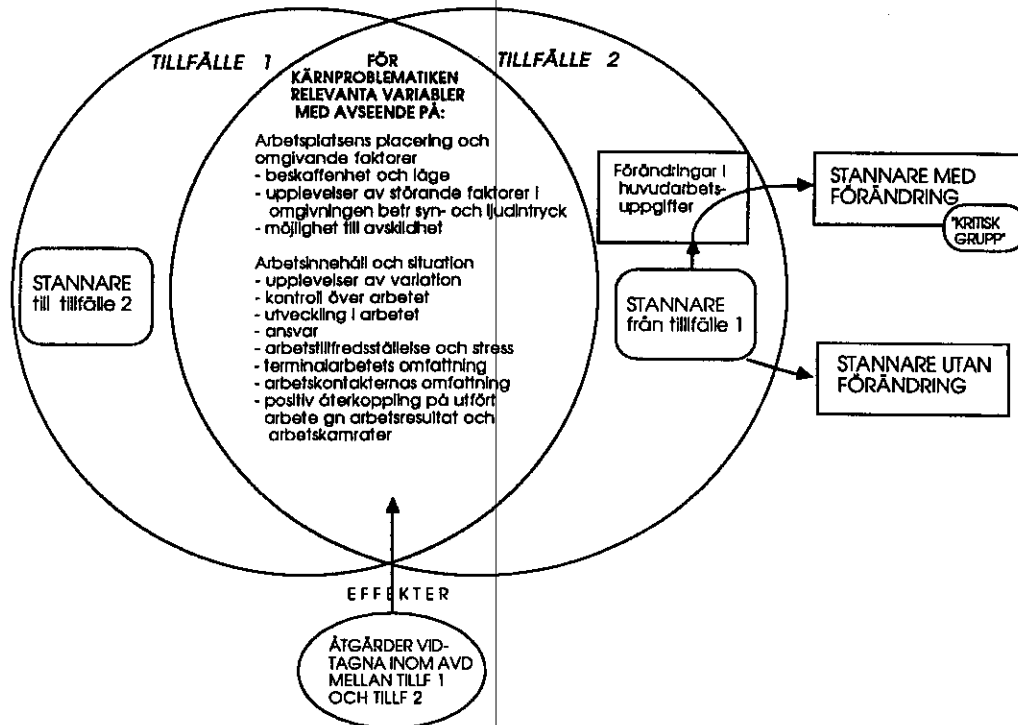 TILLFÄLLE 1
FÖR
KÄRNPROBLEMATIKEN
RELEVANTA VARIABLER
MED AVSEENDE PÅ:
Arbetsplatsens placering och
omgivande faktorer
- beskaffenhet och läge
- upplevelser av störande faktorer i
omgivningen betr syn- och ljudintryck
- möjlighet till avskildhet
Arbetsinnehåll och situation
- upplevelser av variation
- kontroll över arbetet
- utveckling i arbetet
- ansvar
- arbetstillfredsställelse och stress
- terminalarbetets omfattning
- arbetskontakternas omfattning
- positiv återkoppling på utfört
arbete gn arbetsresultat och
arbetskamrater
STANNARE
till tillfälle 2
TILLFÄLLE 2
Förändringar i
huvudarbets-
uppgifter
STANNARE
från tillfälle 1
STANNARE MED
FÖRÄNDRING
"KRITISK
GRUPP"
STANNARE UTAN
FÖRÄNDRING
EFFEKTER
ÅTGÄRDER VID-
TAGNA INOM AVD
MELLAN TILLF 1
OCH TILLF 2